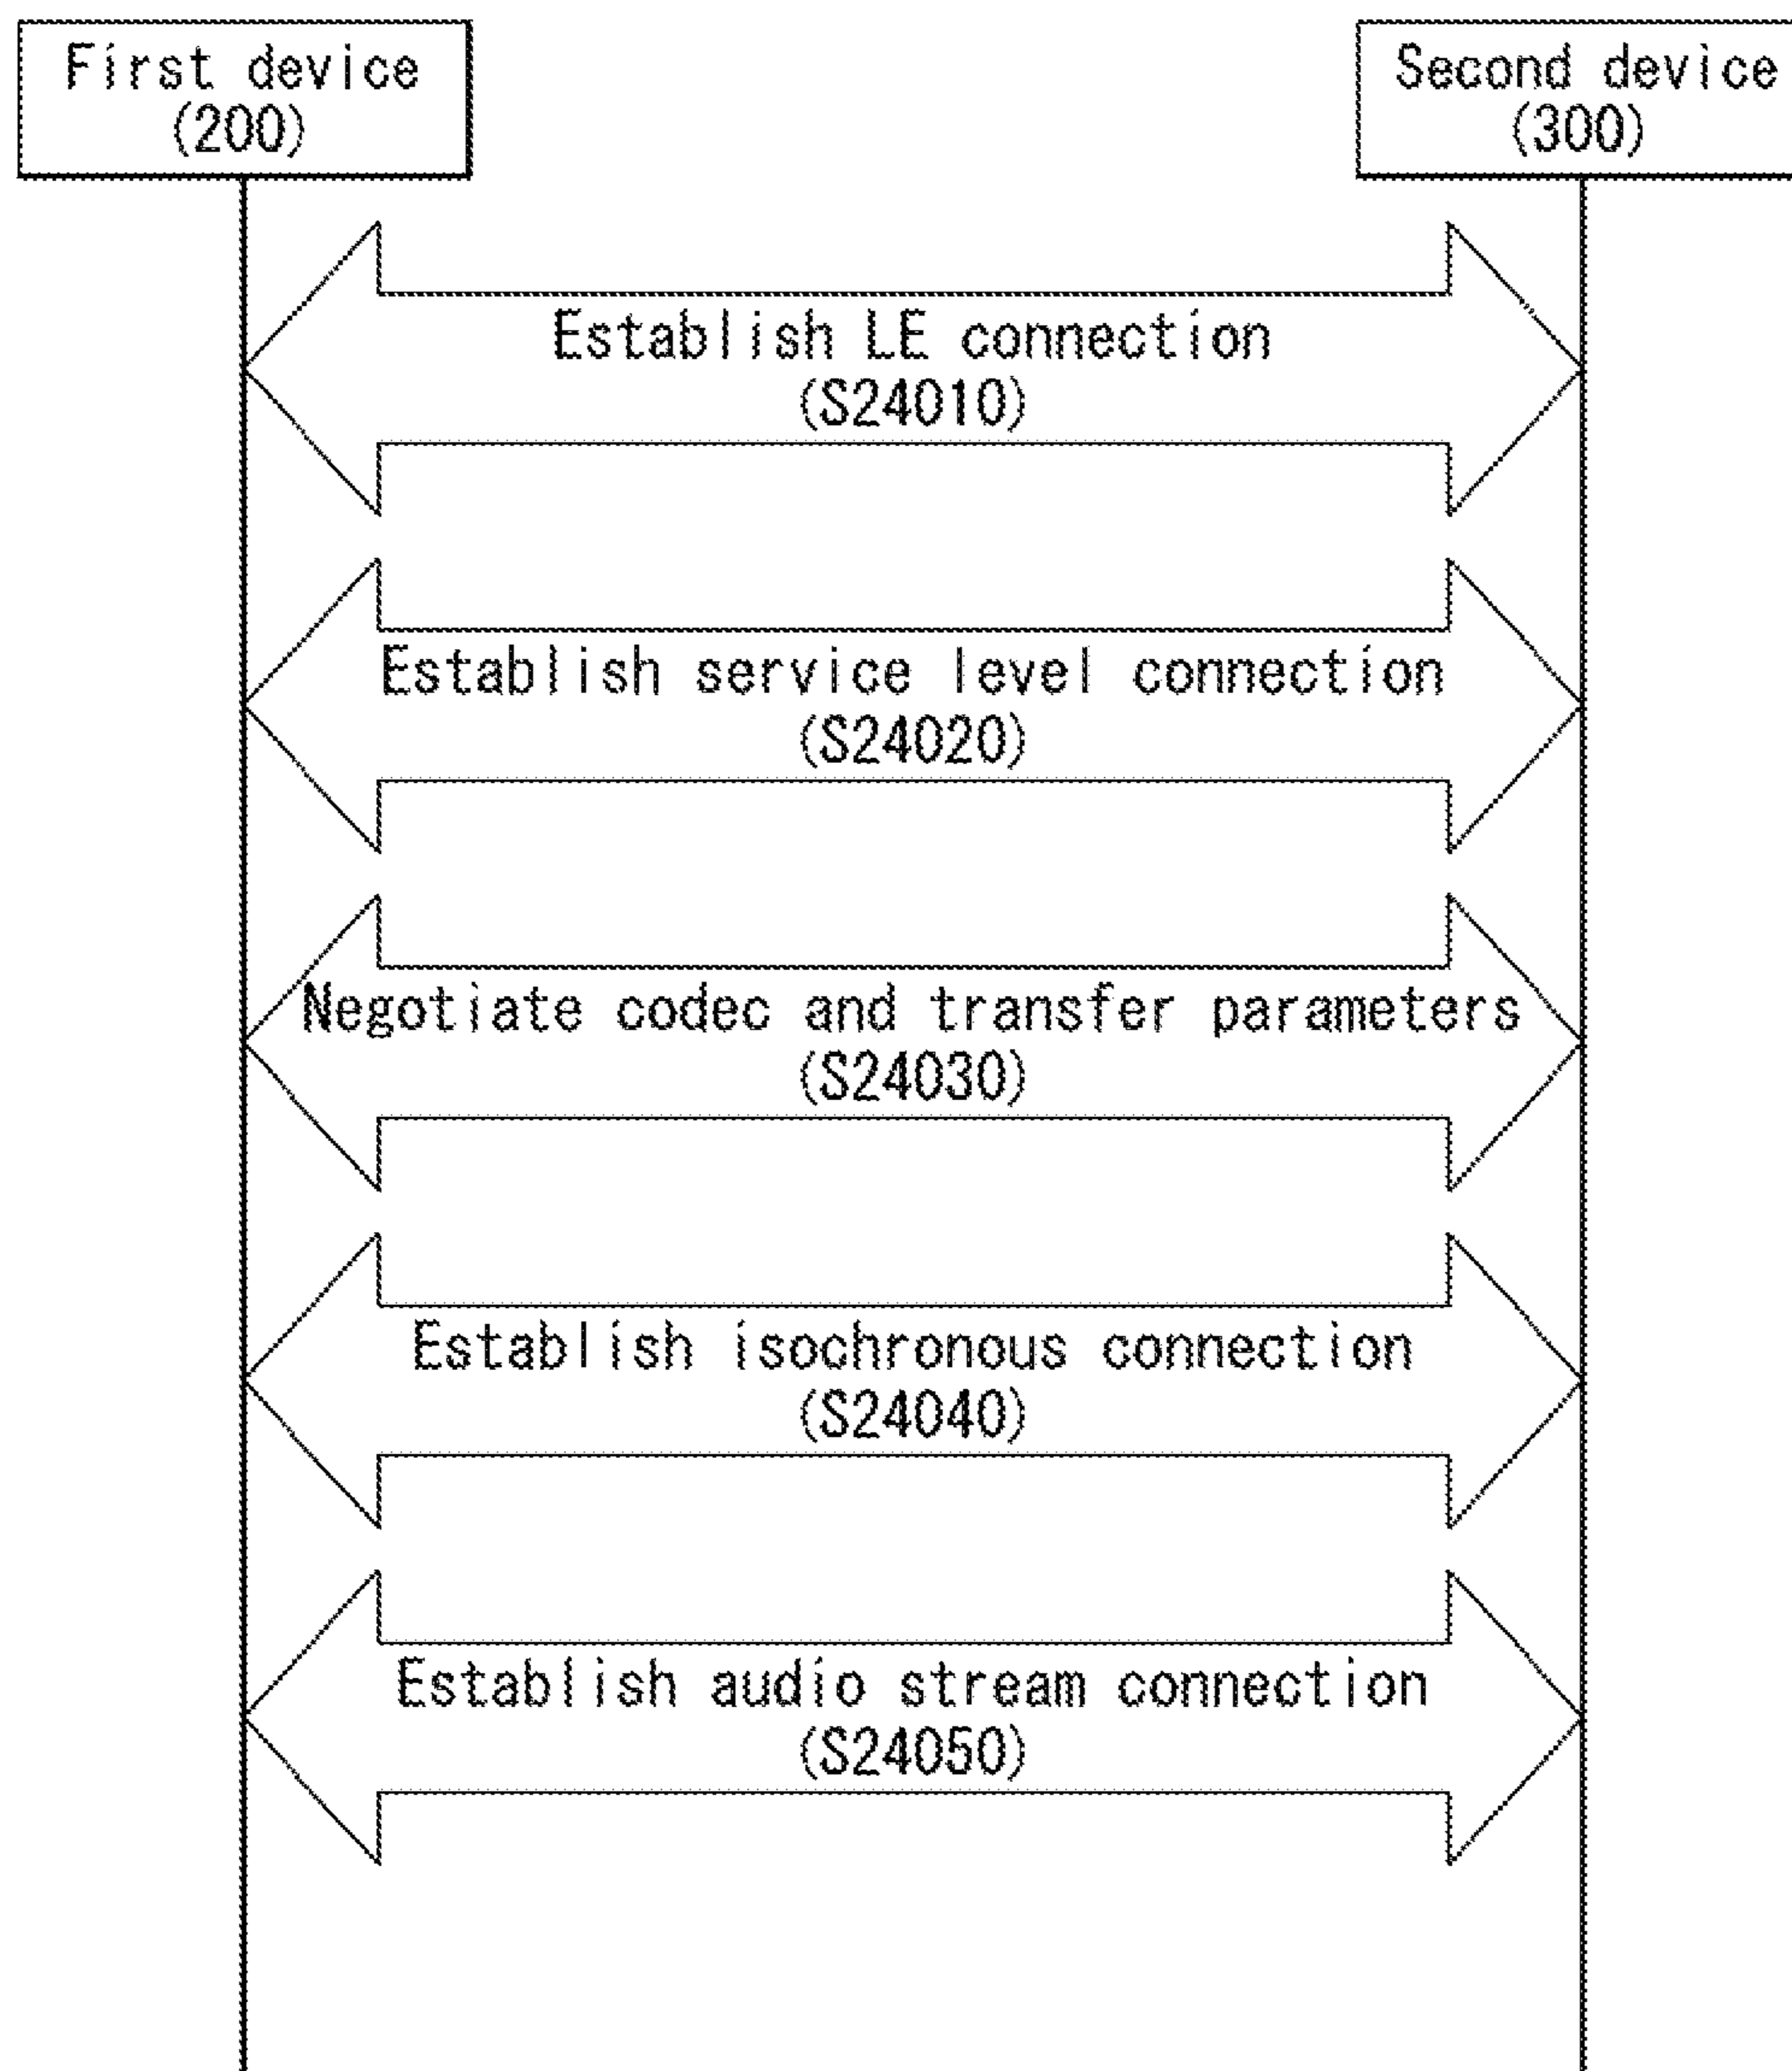 First device
(200)
Second device
(300)
Establish LE connection
(S24010)
Establish service level connection
(S24020)
Negotiate codec and transfer parameters
(S24030)
Establish isochronous connection
(S24040)
Establish audio stream connection
(S24050)